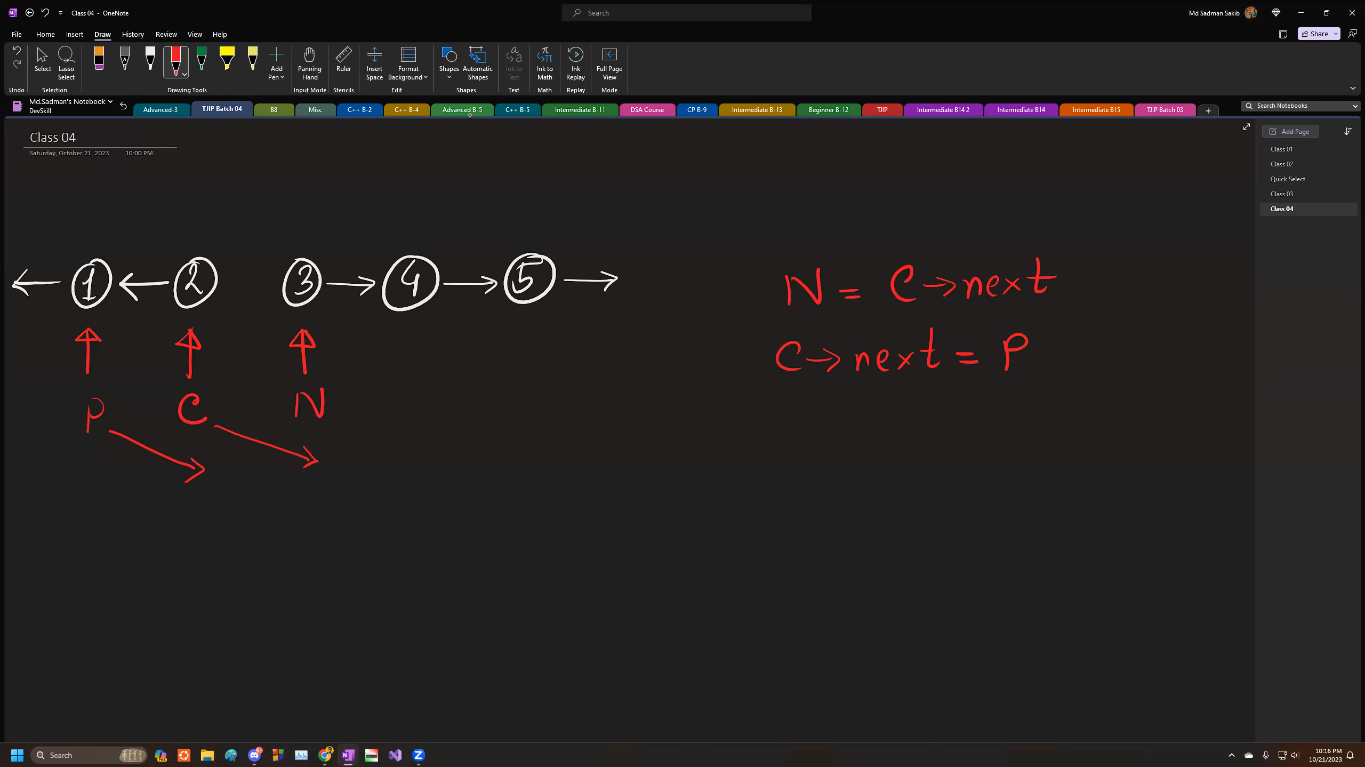 Class 04 - OneNote
Search
Md Sadman Sakib
File Home Insert Draw History Review View Help
Share
Select
Lasso Select
Add Pen
Panning Hand
Ruler
Insert Space
Format Background
Shapes
Automatic Shapes
Ink to Text
Ink to Math
Ink Replay
Full Page View
Undo Selection Drawing Tools Input Mode Stencils Edit Shapes Text Math Replay Mode
Md.Sadman's Notebook
DevSkill
Advanced-3 TJIP Batch 04 B8 Misc C++ B-2 C++ B-4 Advanced B-5 C++ B-5 Intermediate B-11 DSA Course CP B-9 Intermediate B-13 Beginner B-12 TJIP Intermediate B14.2 Intermediate B14 Intermediate B15 TJIP Batch 03
Search Notebooks
Class 04
Saturday, October 21, 2023 10:00 PM
Add Page
Class 01
Class 02
Quick Select
Class 03
Class 04
1 2 3 4 5
N = C → next
C → next = P
P C N
Search
10:16 PM
10/21/2023